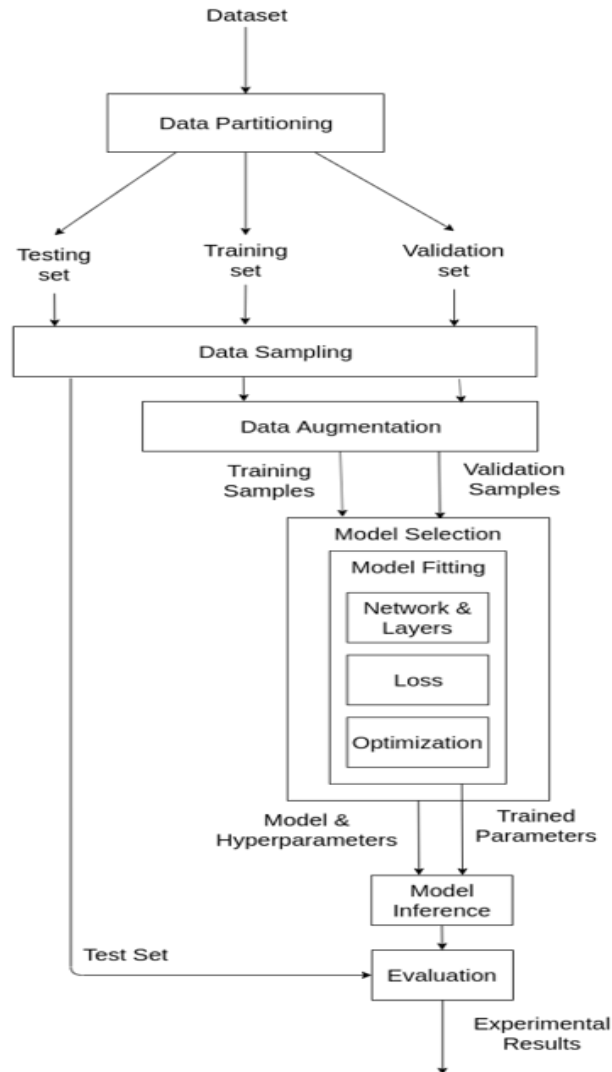 Dataset
Data Partitioning
Testing
set
Training
set
Validation
set
Data Sampling
Data Augmentation
Training
Samples
Validation
Samples
Model Selection
Model Fitting
Network &
Layers
Loss
Optimization
Model &
Hyperparameters
Trained
Parameters
Model
Inference
Test Set
Evaluation
Experimental
Results